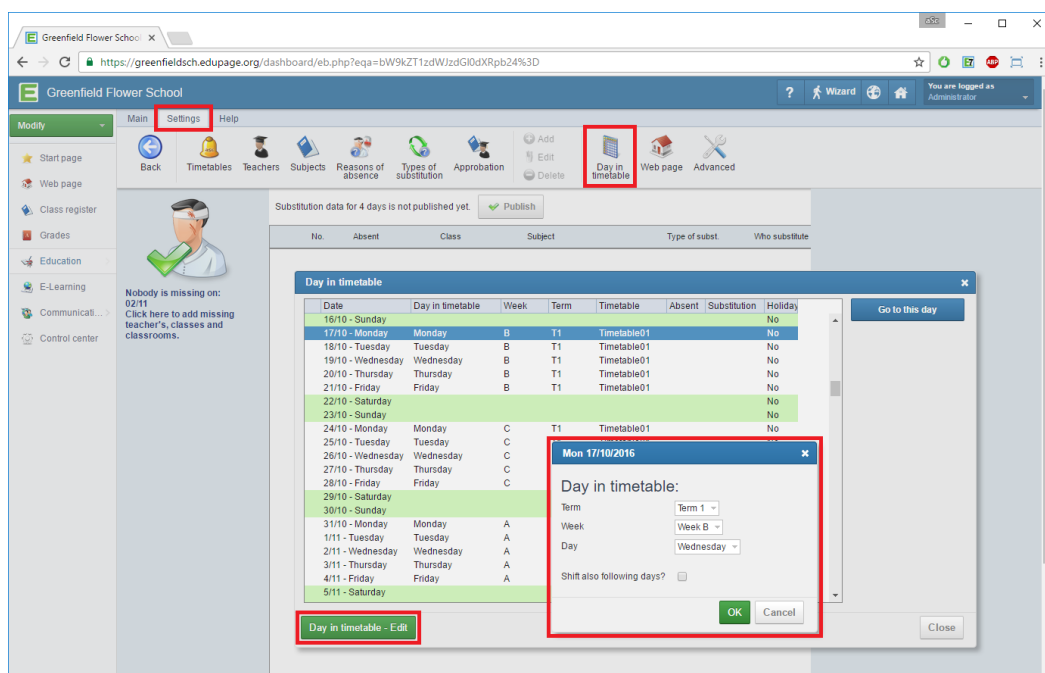 aSc
Greenfield Flower School
https://greenfieldsch.edupage.org/dashboard/eb.php?eqa=bW9kZT1zdWJzdGl0dXRpb24%3D
E7
ABP
Greenfield Flower School
?
Wizard
You are logged as
Administrator
Modify
Main
Settings
Help
Start page
Web page
Class register
Grades
Education
E-Learning
Communicati...
Control center
Back
Timetables
Teachers
Subjects
Reasons of absence
Types of substitution
Approbation
Add
Edit
Delete
Day in timetable
Web page
Advanced
Nobody is missing on:
02/11
Click here to add missing
teacher's, classes and
classrooms.
Substitution data for 4 days is not published yet. Publish
No. Absent Class Subject Type of subst. Who substitute
Day in timetable
Date Day in timetable Week Term Timetable Absent Substitution Holiday
16/10 - Sunday No
17/10 - Monday Monday B T1 Timetable01 No
18/10 - Tuesday Tuesday B T1 Timetable01 No
19/10 - Wednesday Wednesday B T1 Timetable01 No
20/10 - Thursday Thursday B T1 Timetable01 No
21/10 - Friday Friday B T1 Timetable01 No
22/10 - Saturday No
23/10 - Sunday No
24/10 - Monday Monday C T1 Timetable01 No
25/10 - Tuesday Tuesday C
26/10 - Wednesday Wednesday C
27/10 - Thursday Thursday C
28/10 - Friday Friday C
29/10 - Saturday
30/10 - Sunday
31/10 - Monday Monday A
1/11 - Tuesday Tuesday A
2/11 - Wednesday Wednesday A
3/11 - Thursday Thursday A
4/11 - Friday Friday A
5/11 - Saturday
Go to this day
Mon 17/10/2016
Day in timetable:
Term Term 1
Week Week B
Day Wednesday
Shift also following days?
OK Cancel
Day in timetable - Edit
Close